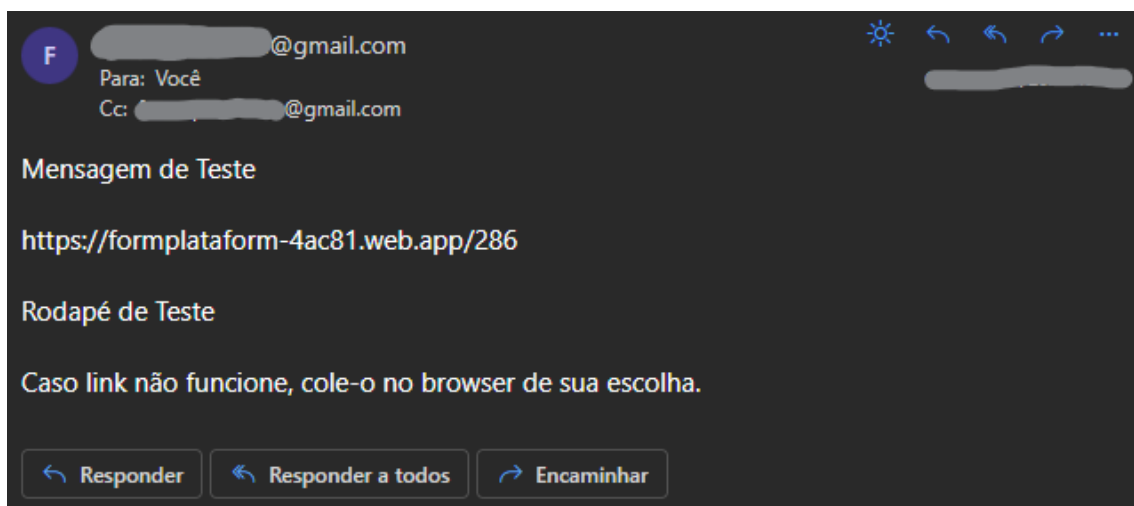 F
@gmail.com
Para: Você
Cc: @gmail.com
Mensagem de Teste
https://formplataform-4ac81.web.app/286
Rodapé de Teste
Caso link não funcione, cole-o no browser de sua escolha.
Responder
Responder a todos
Encaminhar